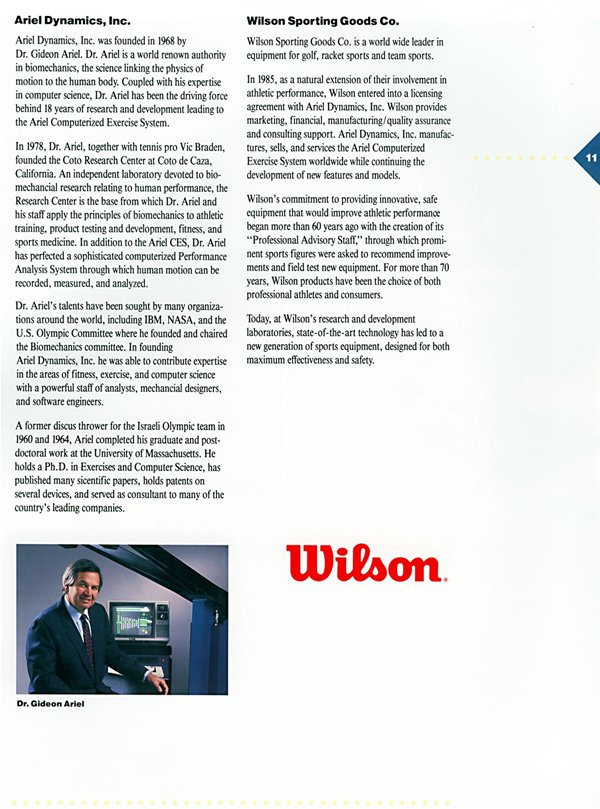 Ariel Dynamics, Inc.
Ariel Dynamics, Inc. was founded in 1968 by
Dr. Gideon Ariel. Dr. Ariel is a world renown authority
in biomechanics, the science linking the physics of
motion to the human body. Coupled with his expertise
in computer science, Dr. Ariel has been the driving force
behind 18 years of research and development leading to
the Ariel Computerized Exercise System.
In 1978, Dr. Ariel, together with tennis pro Vic Braden,
founded the Coto Research Center at Coto de Caza,
California. An independent laboratory devoted to bio-
mechancial research relating to human performance, the
Research Center is the base from which Dr. Ariel and
his staff apply the principles of biomechanics to athletic
training, product testing and development, fitness, and
sports medicine. In addition to the Ariel CES, Dr. Ariel
has perfected a sophisticated computerized Performance
Analysis System through which human motion can be
recorded, measured, and analyzed.
Dr. Ariel's talents have been sought by many organiza-
tions around the world, including IBM, NASA, and the
U.S. Olympic Committee where he founded and chaired
the Biomechanics committee. In founding
Ariel Dynamics, Inc. he was able to contribute expertise
in the areas of fitness, exercise, and computer science
with a powerful staff of analysts, mechancial designers,
and software engineers.
A former discus thrower for the Israeli Olympic team in
1960 and 1964, Ariel completed his graduate and post-
doctoral work at the University of Massachusetts. He
holds a Ph.D. in Exercises and Computer Science, has
published many sicentific papers, holds patents on
several devices, and served as consultant to many of the
country's leading companies.
Dr. Gideon Ariel
Wilson Sporting Goods Co.
Wilson Sporting Goods Co. is a world wide leader in
equipment for golf, racket sports and team sports.
In 1985, as a natural extension of their involvement in
athletic performance, Wilson entered into a licensing
agreement with Ariel Dynamics, Inc. Wilson provides
marketing, financial, manufacturing/quality assurance
and consulting support. Ariel Dynamics, Inc. manufac-
tures, sells, and services the Ariel Computerized
Exercise System worldwide while continuing the
development of new features and models.
Wilson's commitment to providing innovative, safe
equipment that would improve athletic performance
began more than 60 years ago with the creation of its
"Professional Advisory Staff," through which promi-
nent sports figures were asked to recommend improve-
ments and field test new equipment. For more than 70
years, Wilson products have been the choice of both
professional athletes and consumers.
Today, at Wilson's research and development
laboratories, state-of-the-art technology has led to a
new generation of sports equipment, designed for both
maximum effectiveness and safety.
Wilson®
11